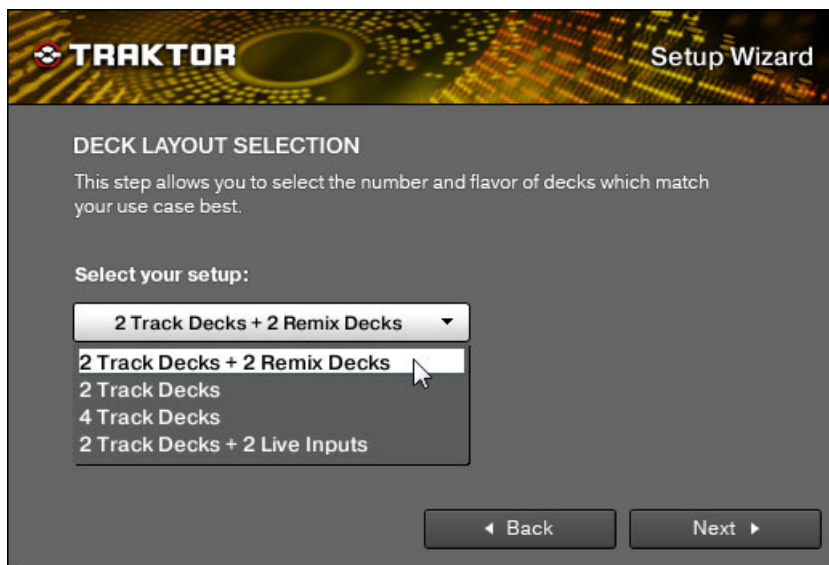 TRAKTOR
Setup Wizard
DECK LAYOUT SELECTION
This step allows you to select the number and flavor of decks which match
your use case best.
Select your setup:
2 Track Decks + 2 Remix Decks
2 Track Decks + 2 Remix Decks
2 Track Decks
4 Track Decks
2 Track Decks + 2 Live Inputs
Back
Next